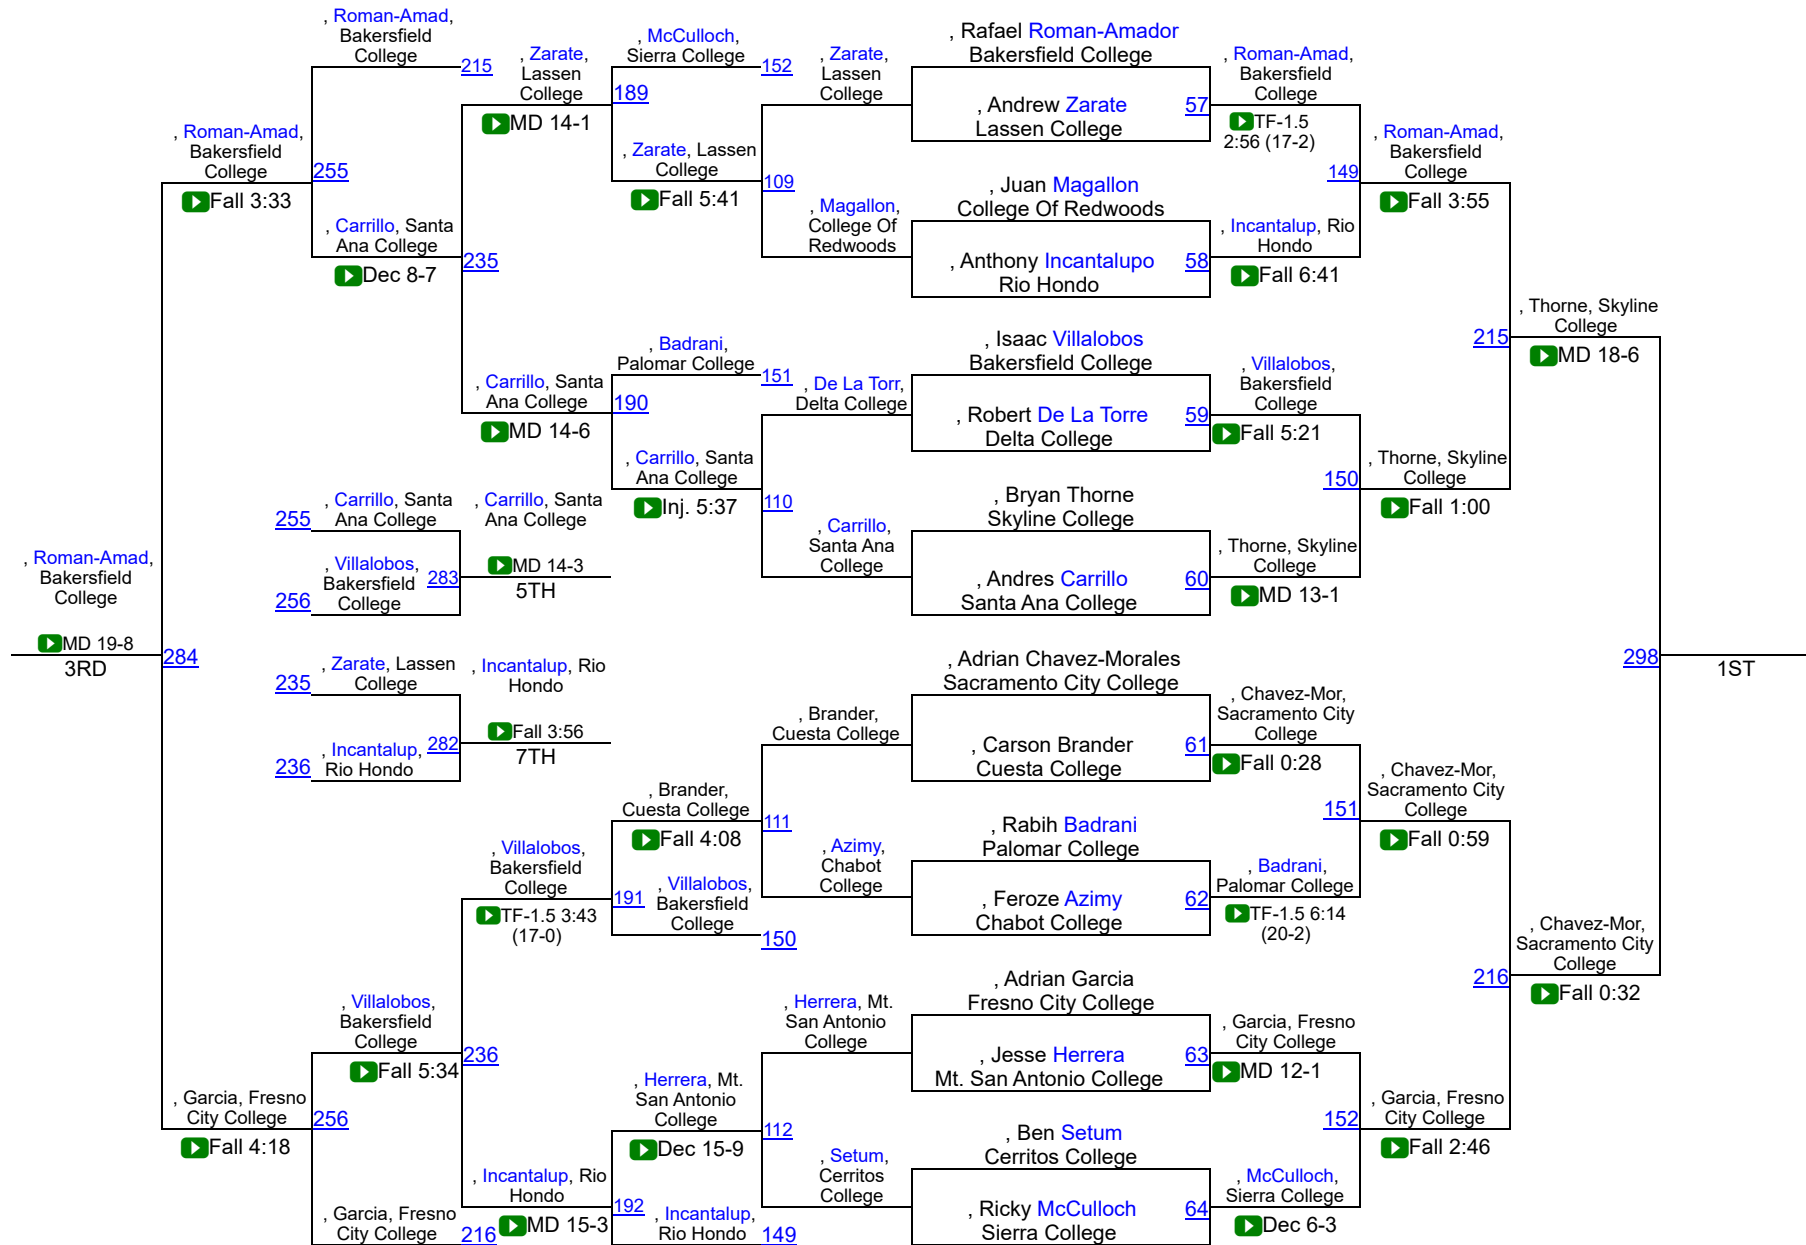 , Roman-Amad,
Bakersfield
College
215
, Roman-Amad,
Bakersfield
College
255
Fall 3:33
, Carrillo, Santa
Ana College
Dec 8-7
, Zarate,
Lassen
College
MD 14-1
235
, McCulloch,
Sierra College
152
189
, Zarate, Lassen
College
Fall 5:41
, Zarate,
Lassen
College
109
, Magallon,
College Of
Redwoods
, Rafael Roman-Amador
Bakersfield College
, Andrew Zarate
Lassen College
57
, Roman-Amad,
Bakersfield
College
TF-1.5
2:56 (17-2)
, Juan Magallon
College Of Redwoods
, Anthony Incantalupo
Rio Hondo
58
, Incantalup, Rio
Hondo
Fall 6:41
149
, Roman-Amad,
Bakersfield
College
Fall 3:55
, Carrillo, Santa
Ana College
MD 14-6
, Badrani,
Palomar College
151
190
, Carrillo, Santa
Ana College
Inj. 5:37
, De La Torr,
Delta College
110
, Carrillo,
Santa Ana
College
, Isaac Villalobos
Bakersfield College
, Robert De La Torre
Delta College
59
, Villalobos,
Bakersfield
College
Fall 5:21
, Bryan Thorne
Skyline College
, Andres Carrillo
Santa Ana College
60
, Thorne, Skyline
College
MD 13-1
150
, Thorne, Skyline
College
Fall 1:00
215
, Thorne, Skyline
College
MD 18-6
255
, Carrillo, Santa
Ana College
, Carrillo, Santa
Ana College
256
, Villalobos,
Bakersfield
College
283
MD 14-3
5TH
, Roman-Amad,
Bakersfield
College
MD 19-8
3RD
284
235
, Zarate, Lassen
College
, Incantalup, Rio
Hondo
236
, Incantalup,
Rio Hondo
282
Fall 3:56
7TH
298
1ST
, Adrian Chavez-Morales
Sacramento City College
, Brander,
Cuesta College
, Carson Brander
Cuesta College
61
, Chavez-Mor,
Sacramento City
College
Fall 0:28
, Brander,
Cuesta College
Fall 4:08
111
, Azimy,
Chabot
College
, Rabih Badrani
Palomar College
, Feroze Azimy
Chabot College
62
, Badrani,
Palomar College
TF-1.5 6:14
(20-2)
151
, Chavez-Mor,
Sacramento City
College
Fall 0:59
, Villalobos,
Bakersfield
College
TF-1.5 3:43
(17-0)
191
, Villalobos,
Bakersfield
College
150
216
, Chavez-Mor,
Sacramento City
College
Fall 0:32
, Villalobos,
Bakersfield
College
Fall 5:34
236
, Herrera, Mt.
San Antonio
College
, Adrian Garcia
Fresno City College
, Jesse Herrera
Mt. San Antonio College
63
, Garcia, Fresno
City College
MD 12-1
, Garcia, Fresno
City College
Fall 4:18
256
, Herrera, Mt.
San Antonio
College
Dec 15-9
112
, Setum,
Cerritos
College
, Ben Setum
Cerritos College
, Ricky McCulloch
Sierra College
64
, McCulloch,
Sierra College
Dec 6-3
152
, Garcia, Fresno
City College
Fall 2:46
, Garcia, Fresno
City College
216
, Incantalup, Rio
Hondo
MD 15-3
192
, Incantalup,
Rio Hondo
149